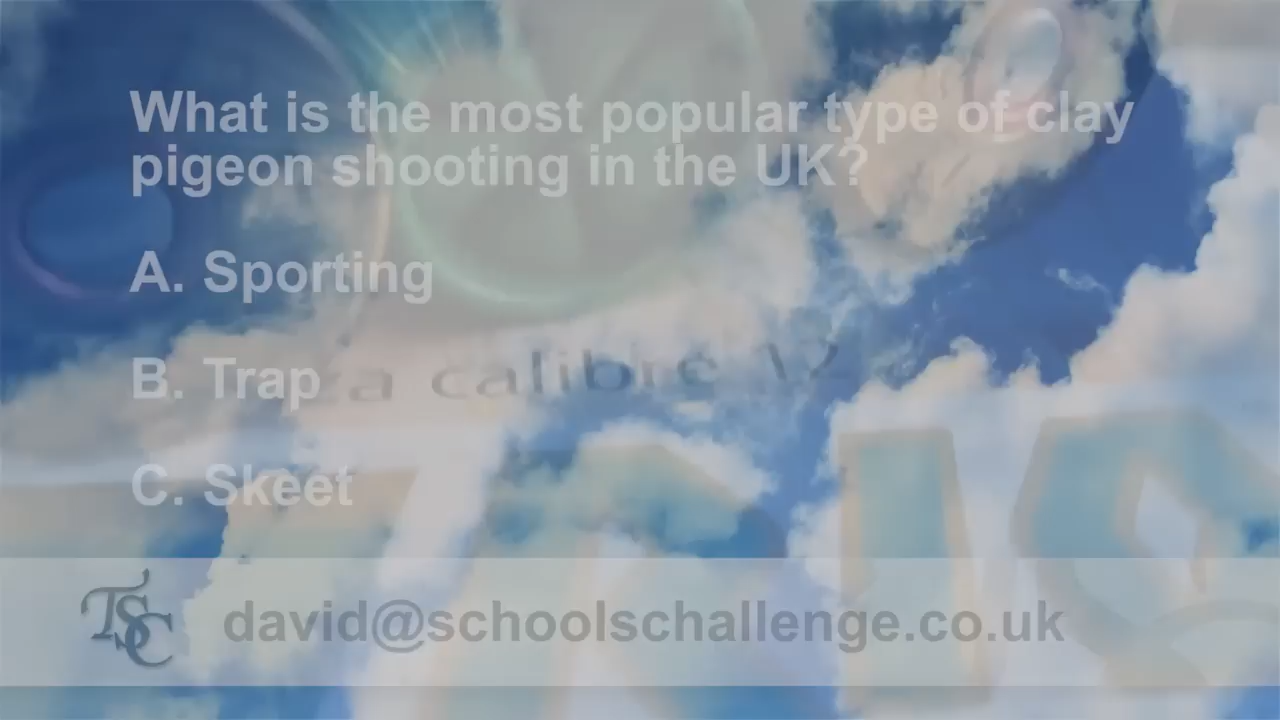 What is the most popular type of clay
pigeon shooting in the UK?
A. Sporting
B. Trap
za calibre 12
C. Skeet
TSC
david@schoolschallenge.co.uk